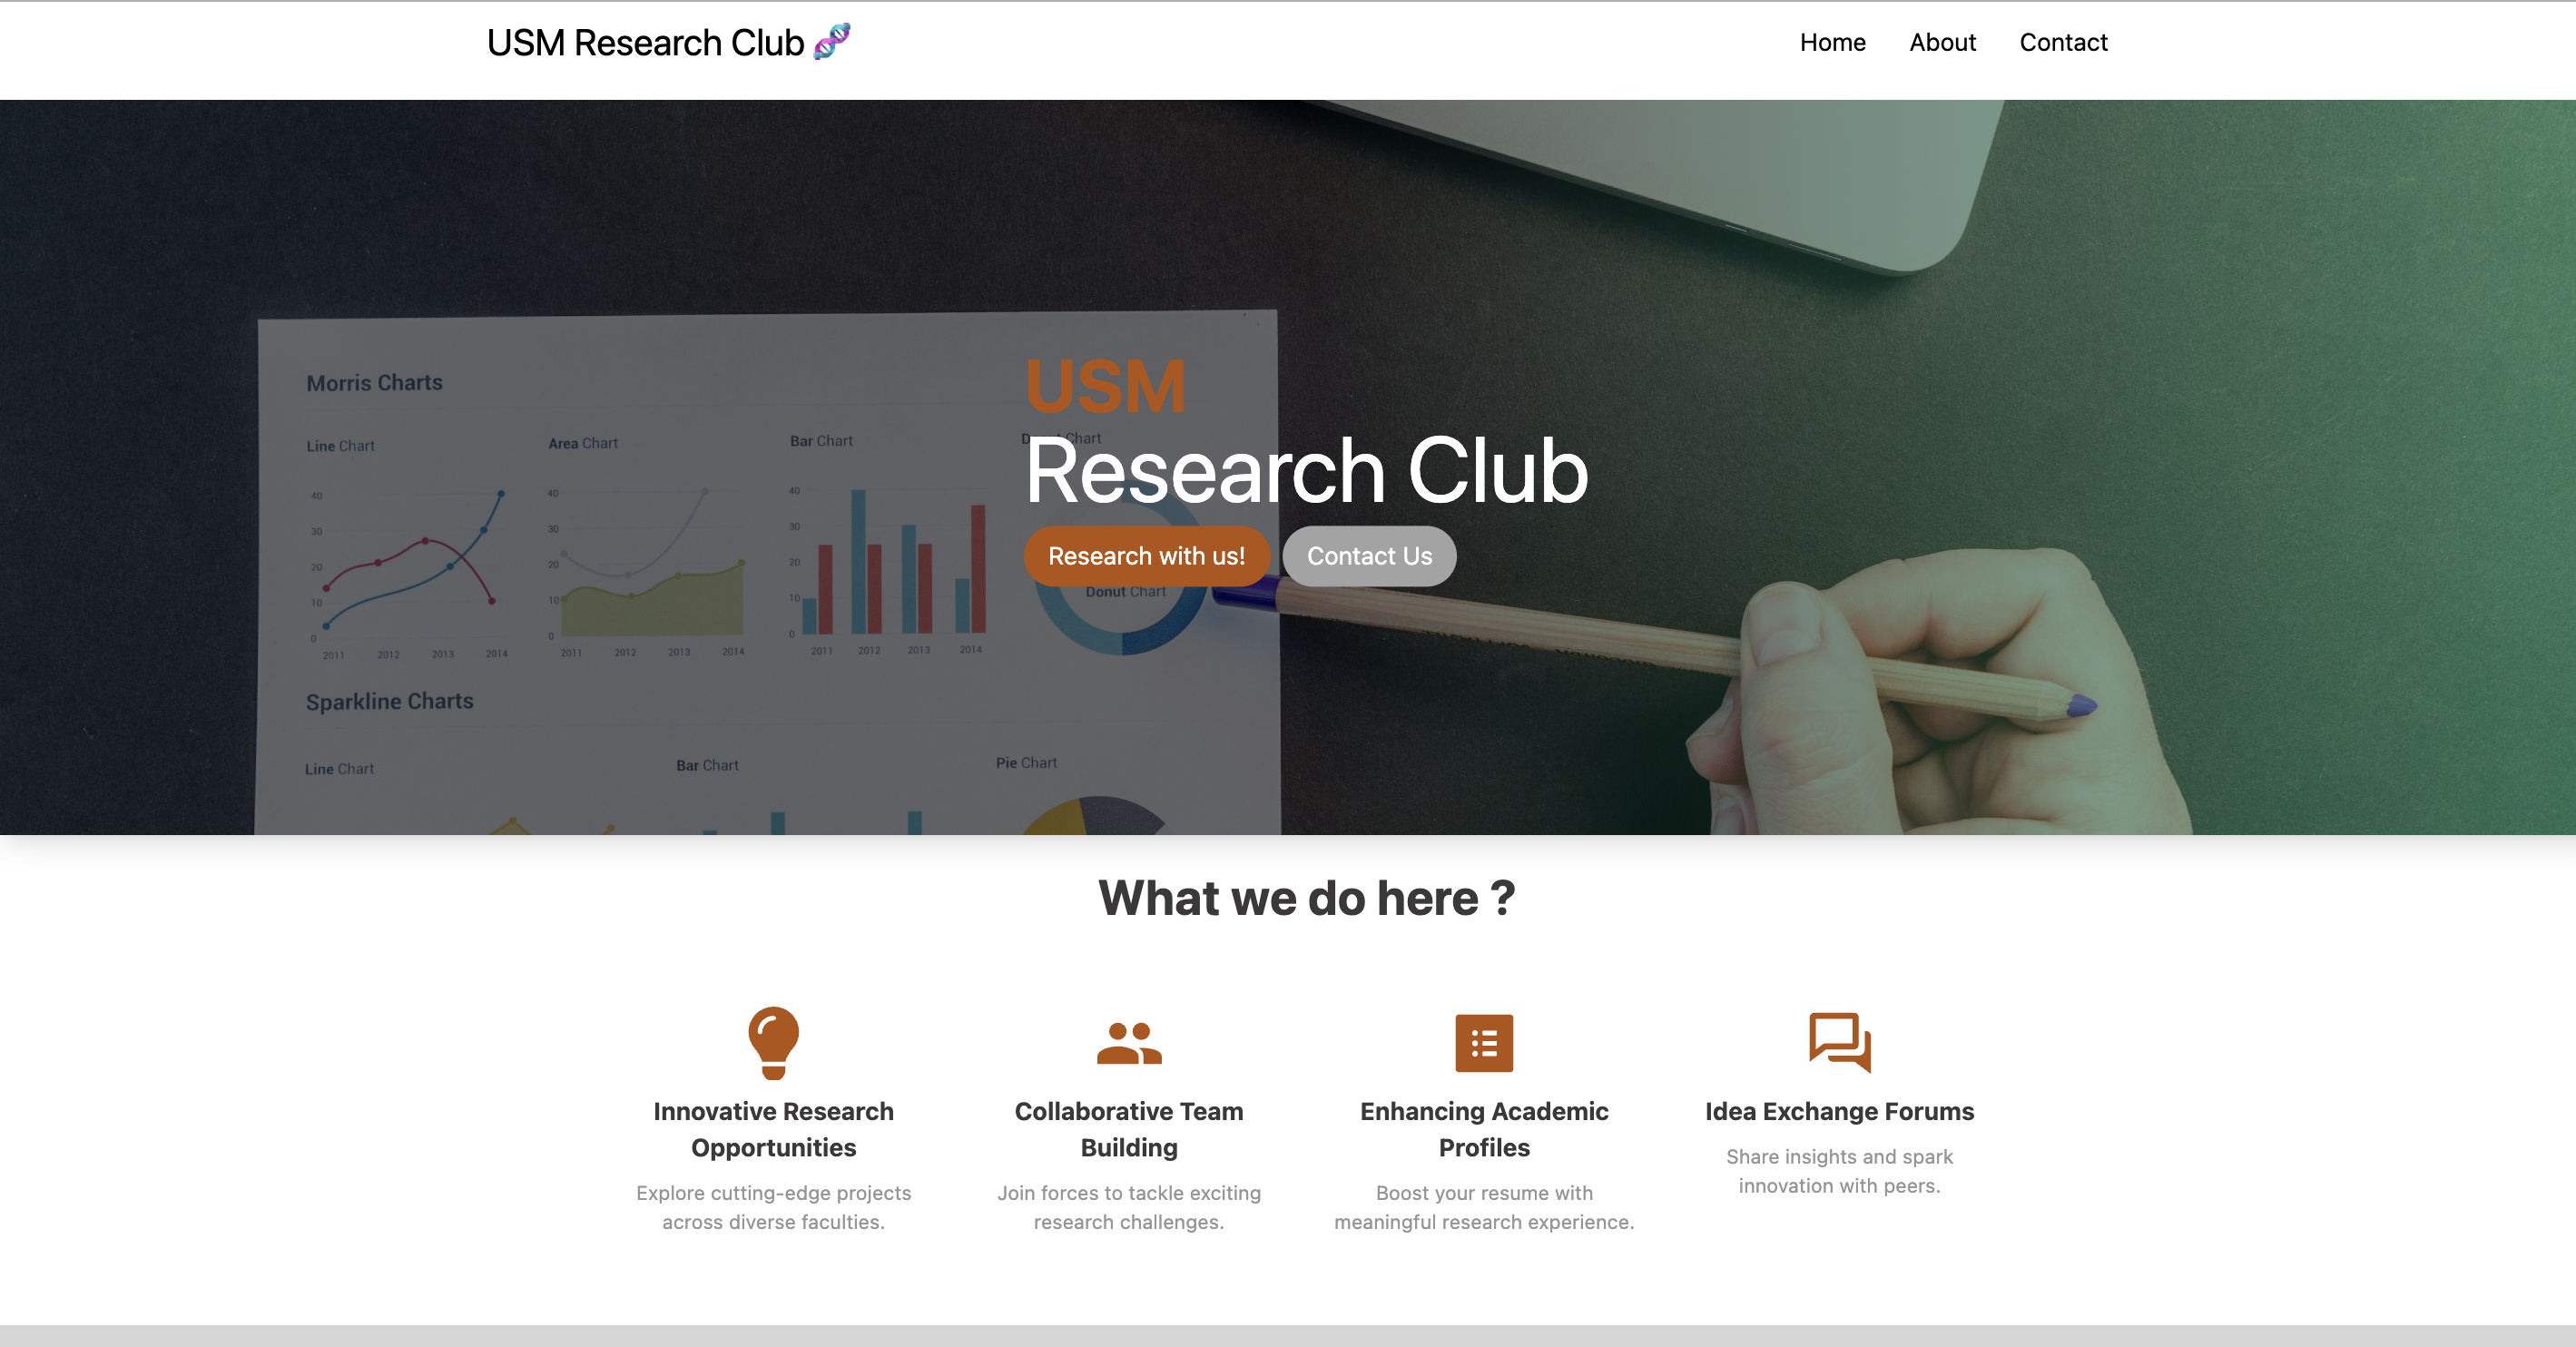 USM Research Club 🧬
Home About Contact
USM
Research Club
Research with us! Contact Us
Morris Charts
Line Chart
Area Chart
Bar Chart
Donut Chart
40
30
20
10
0
2011 2012 2013 2014
40
30
20
10
0
2011 2012 2013 2014
40
30
20
10
0
2011 2012 2013 2014
Donut Chart
Sparkline Charts
Line Chart
Bar Chart
Pie Chart
What we do here ?
Innovative Research
Opportunities
Explore cutting-edge projects
across diverse faculties.
Collaborative Team
Building
Join forces to tackle exciting
research challenges.
Enhancing Academic
Profiles
Boost your resume with
meaningful research experience.
Idea Exchange Forums
Share insights and spark
innovation with peers.